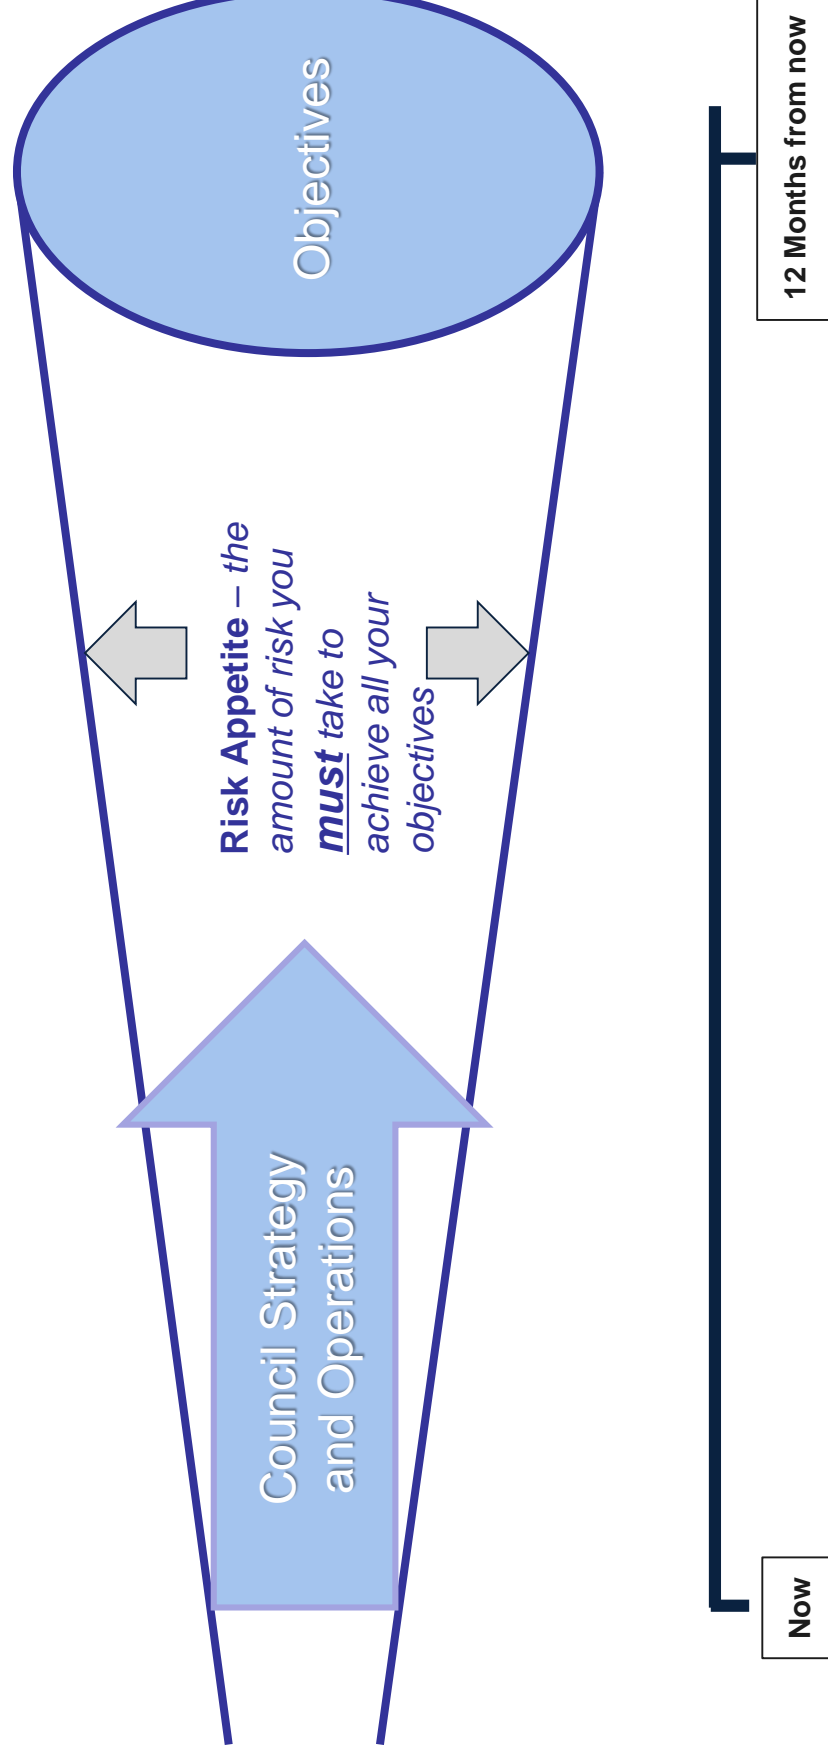 Council Strategy
and Operations
Risk Appetite – the
amount of risk you
must take to
achieve all your
objectives
Objectives
Now
12 Months from now